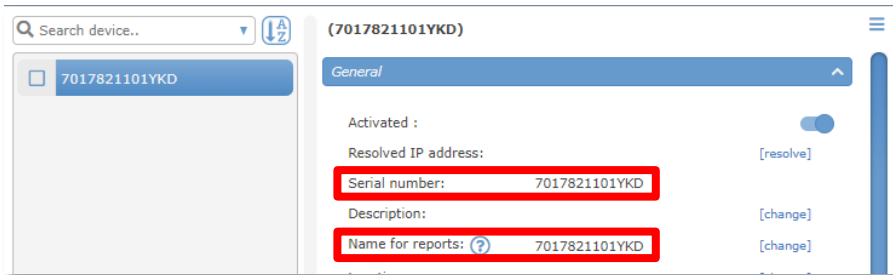 Search device..
A
Z
7017821101YKD
(7017821101YKD)
General
Activated :
Resolved IP address: [resolve]
Serial number: 7017821101YKD
Description: [change]
Name for reports: ? 7017821101YKD [change]